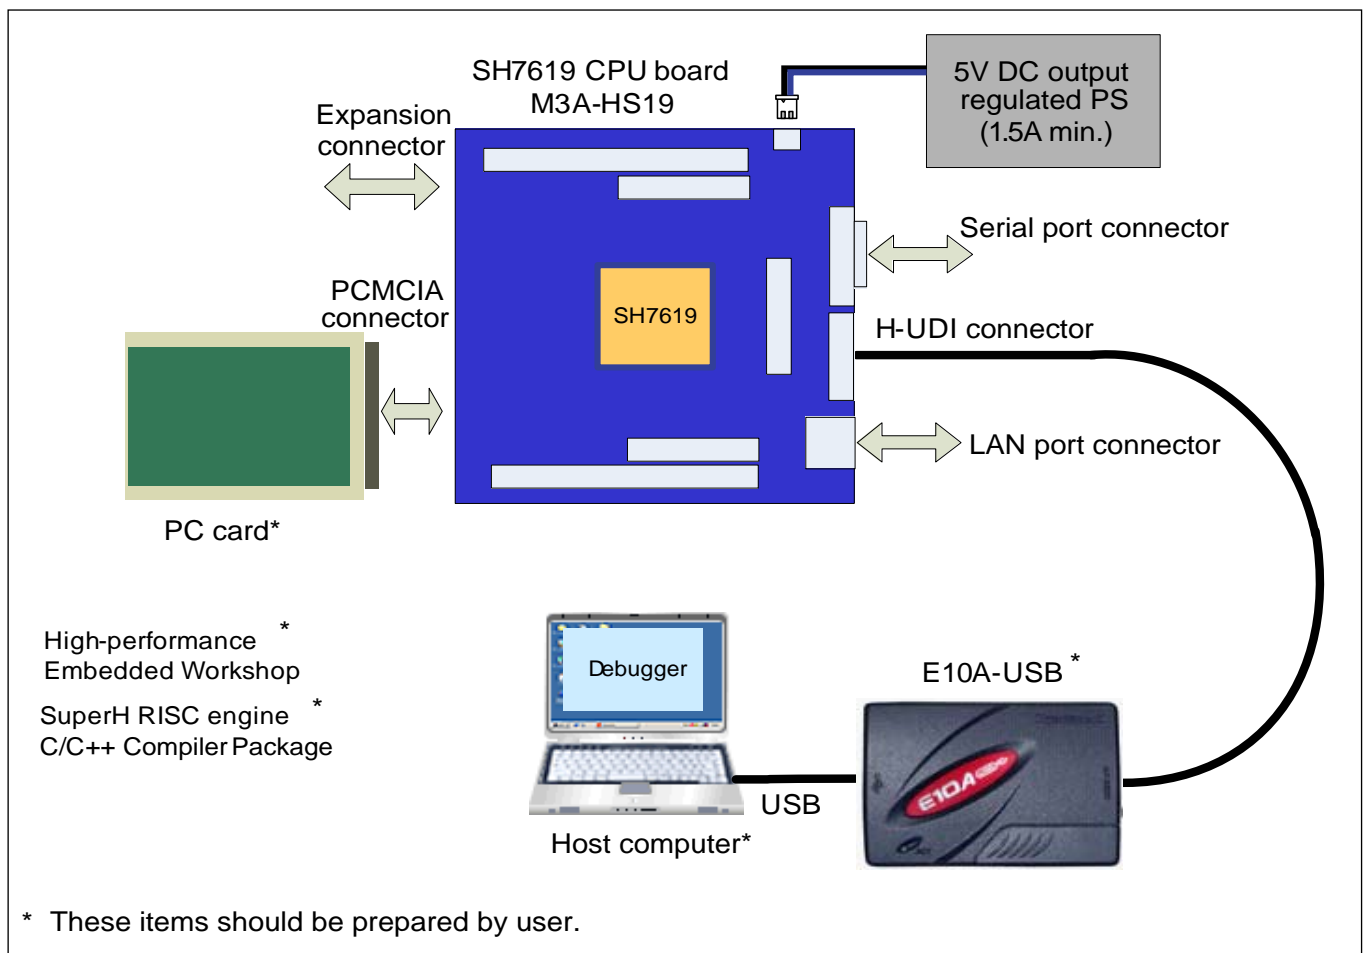 SH7619 CPU board
M3A-HS19
5V DC output
regulated PS
(1.5A min.)
Expansion
connector
Serial port connector
PCMCIA
connector
SH7619
H-UDI connector
LAN port connector
PC card*
High-performance *
Embedded Workshop
SuperH RISC engine *
C/C++ Compiler Package
Debugger
E10A-USB *
E10A
USB
Host computer*
* These items should be prepared by user.